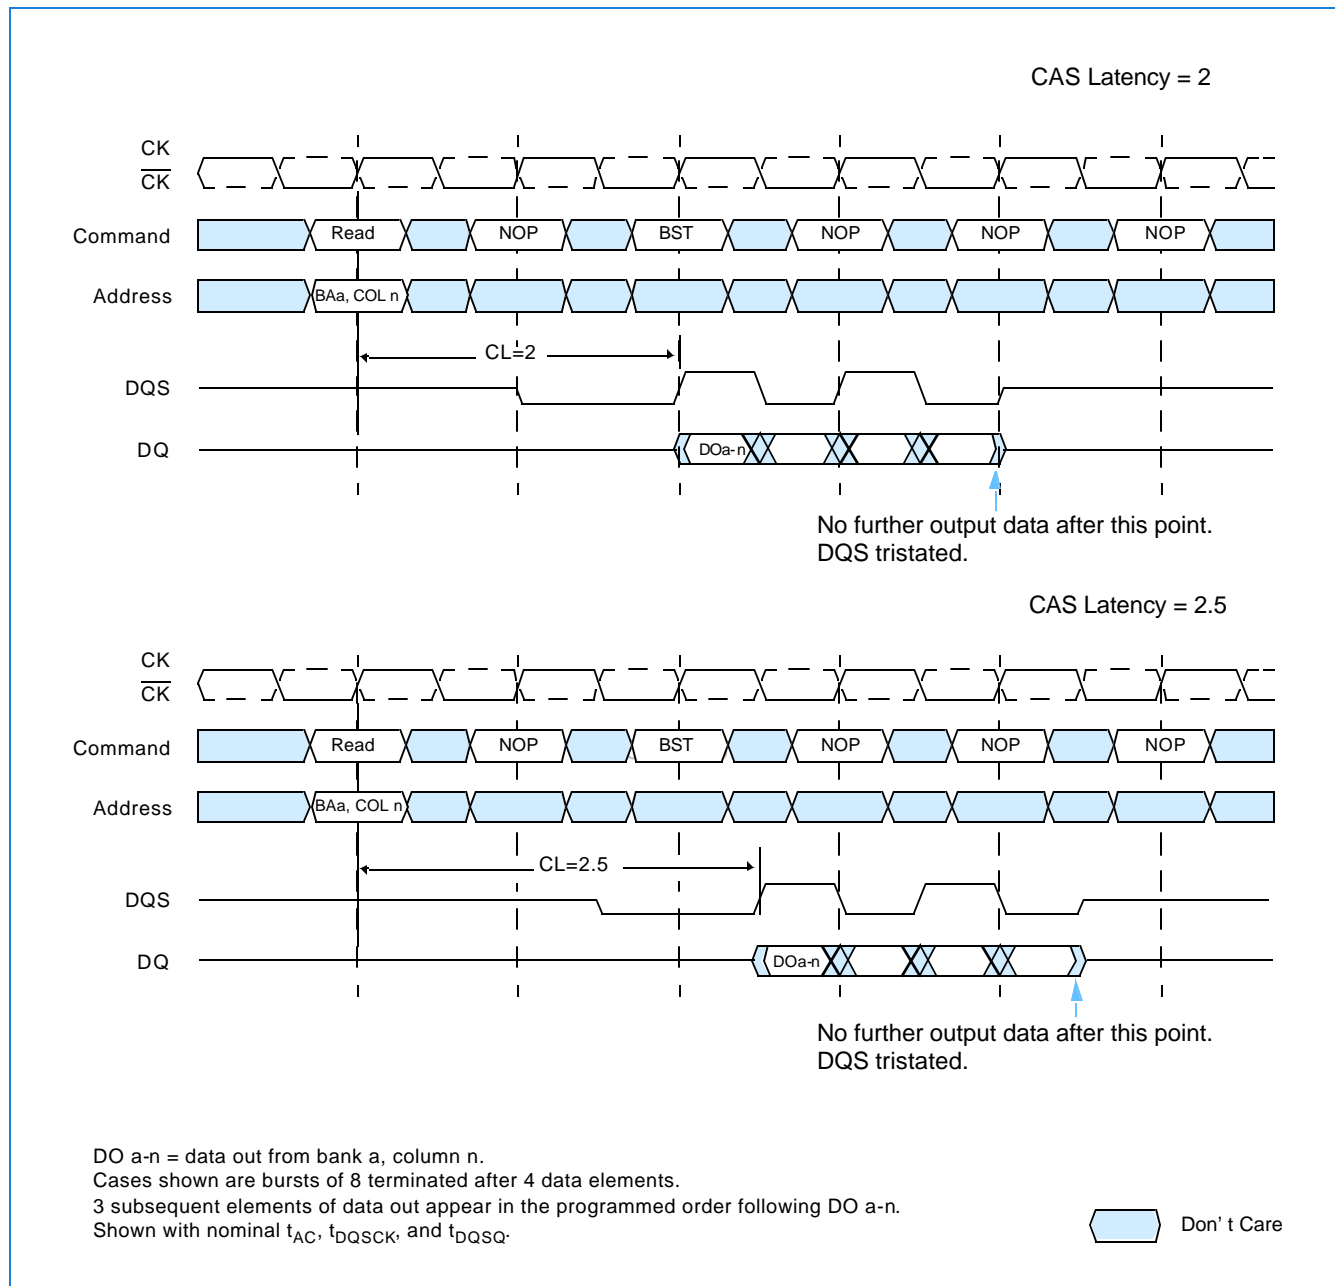 CAS Latency = 2
CK
CK
Command Read NOP BST NOP NOP NOP
Address BAa, COL n
CL=2
DQS
DQ DOa-n
No further output data after this point.
DQS tristated.
CAS Latency = 2.5
CK
CK
Command Read NOP BST NOP NOP NOP
Address BAa, COL n
CL=2.5
DQS
DQ DOa-n
No further output data after this point.
DQS tristated.
DO a-n = data out from bank a, column n.
Cases shown are bursts of 8 terminated after 4 data elements.
3 subsequent elements of data out appear in the programmed order following DO a-n.
Shown with nominal tAC, tDQSCK, and tDQSQ.
Don' t Care